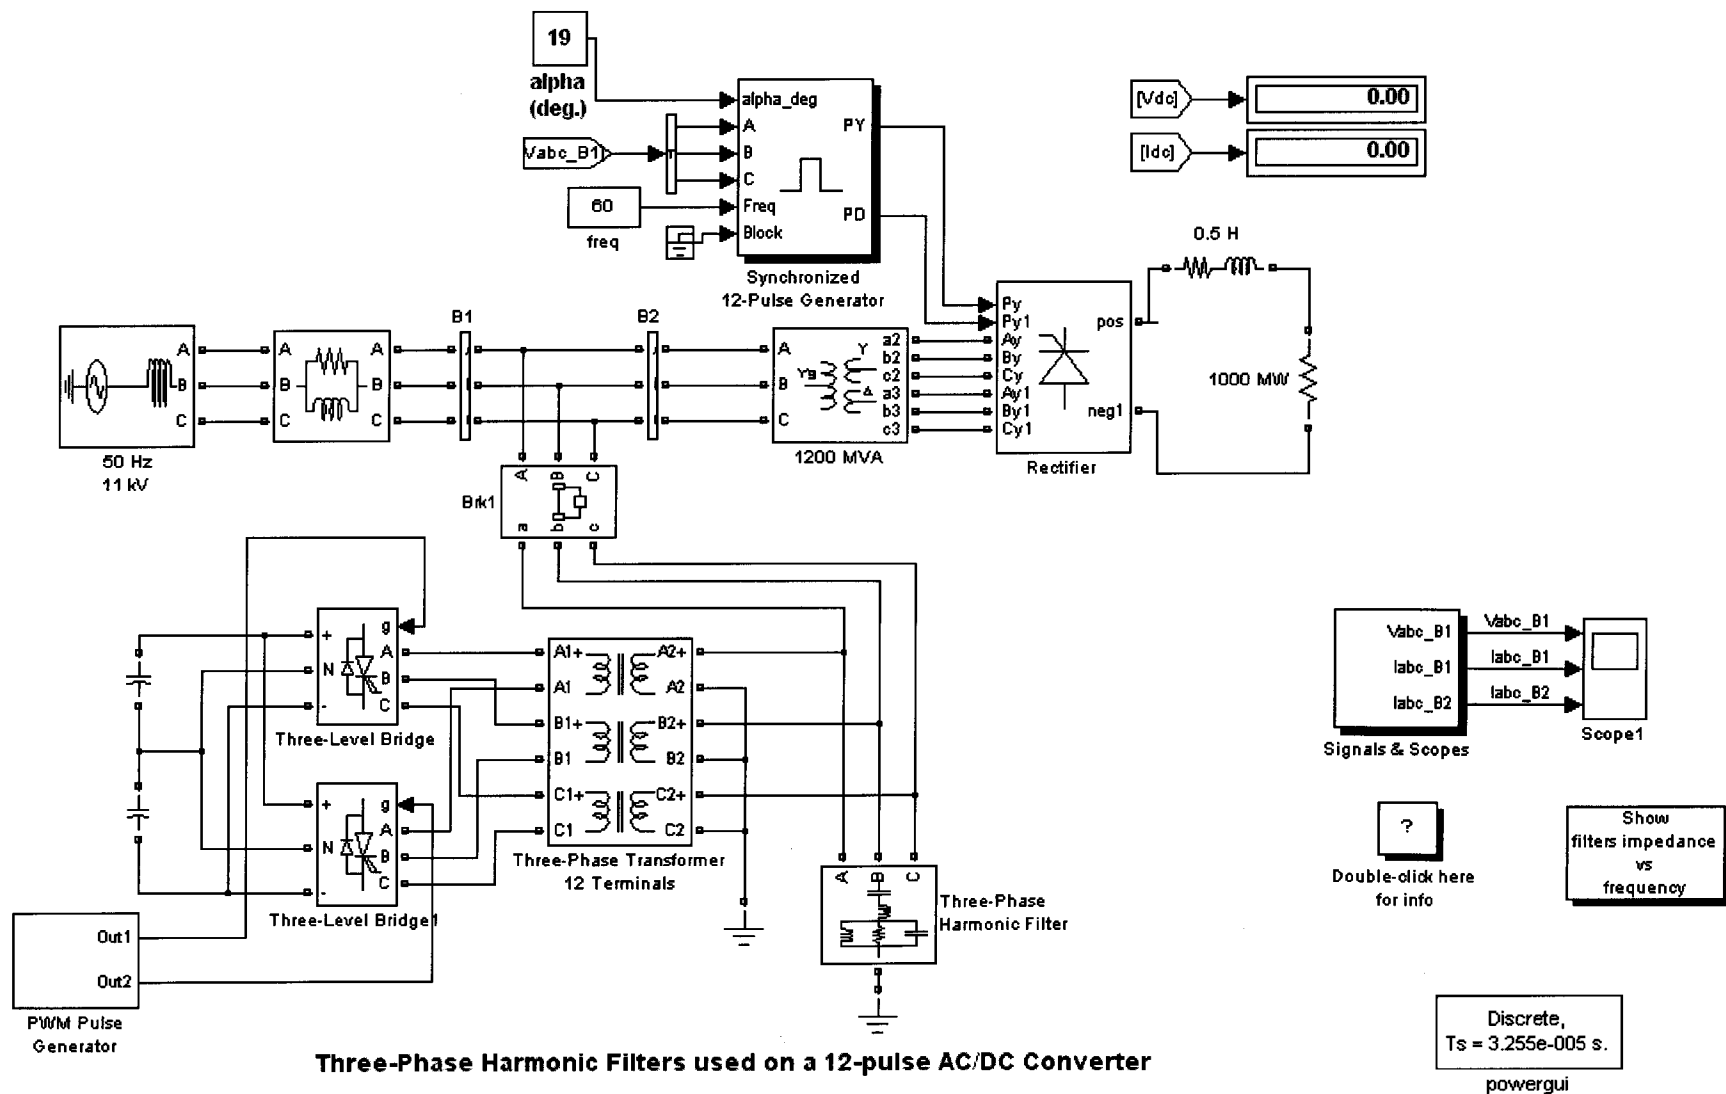 19
alpha
(deg.)
alpha_deg
A
B
C
Freq
Block
PY
PD
Vabc_B1]
60
freq
Synchronized
12-Pulse Generator
[Vdc]
0.00
[Idc]
0.00
0.5 H
1000 MW
A
B
C
50 Hz
11 kV
A
B
C
A
B
C
B1
B2
A
B
C
Yg
Y
Δ
a2
b2
c2
a3
b3
c3
1200 MVA
Py
Py1
Ay
By
Cy
Ay1
By1
Cy1
pos
neg1
Rectifier
Brk1
A
B
C
a
b
c
+
N
-
g
A
B
C
Three-Level Bridge
+
N
-
g
A
B
C
Three-Level Bridge1
A1+
A1
B1+
B1
C1+
C1
A2+
A2
B2+
B2
C2+
C2
Three-Phase Transformer
12 Terminals
A
B
C
Three-Phase
Harmonic Filter
Out1
Out2
PWM Pulse
Generator
Vabc_B1
Iabc_B1
Iabc_B2
Vabc_B1
Iabc_B1
Iabc_B2
Signals & Scopes
Scope1
?
Double-click here
for info
Show
filters impedance
vs
frequency
Discrete,
Ts = 3.255e-005 s.
powergui
Three-Phase Harmonic Filters used on a 12-pulse AC/DC Converter